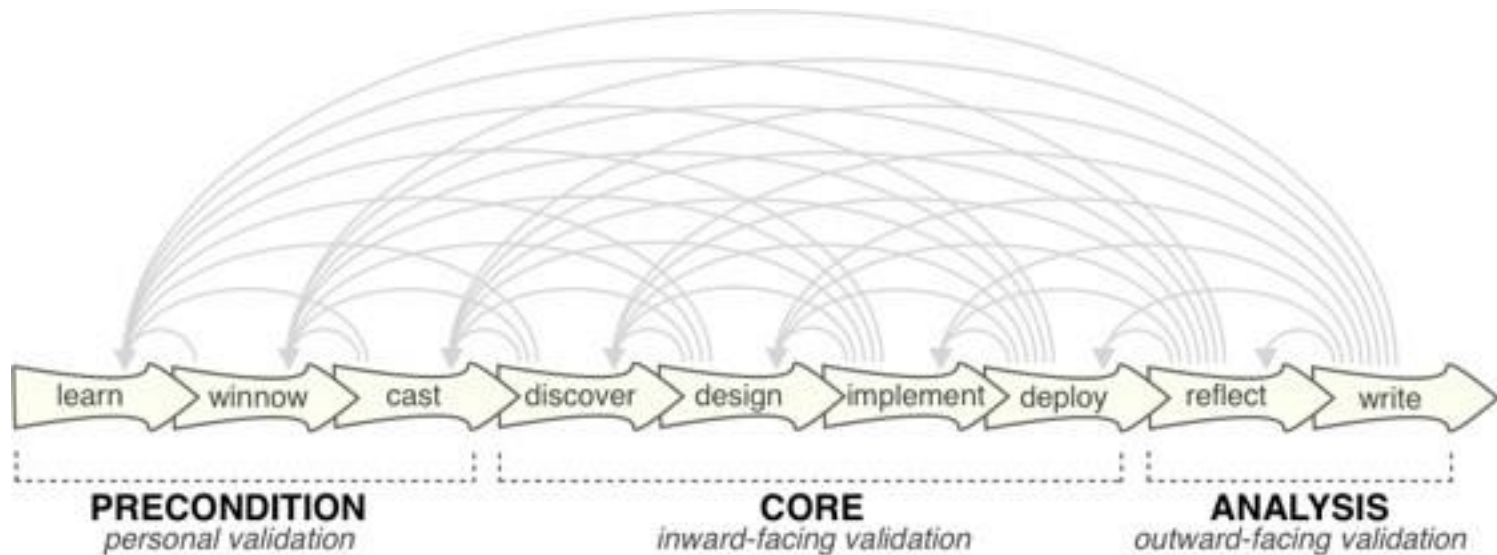 learn winnow cast discover design implement deploy reflect write
PRECONDITION CORE ANALYSIS
personal validation inward-facing validation outward-facing validation